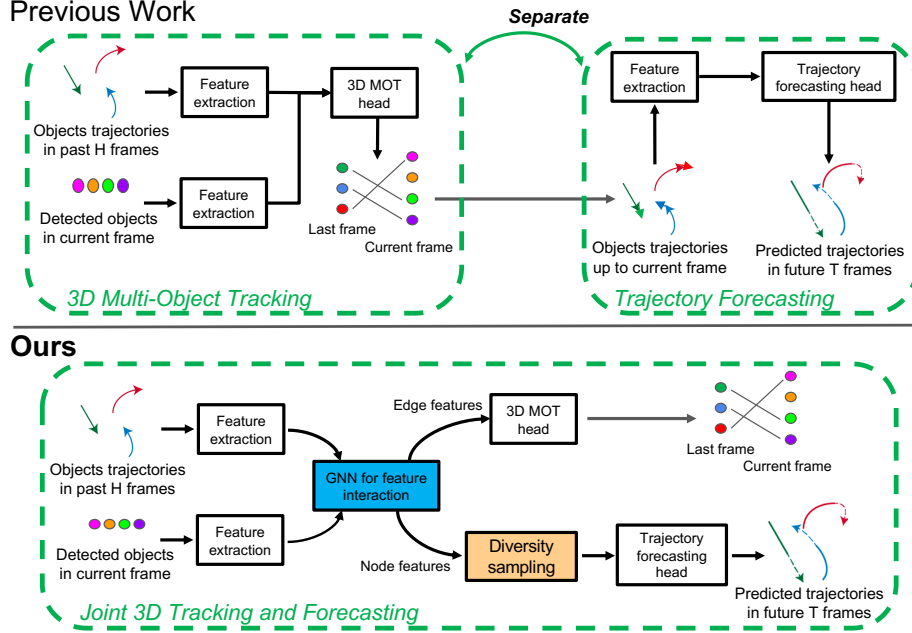 Previous Work
Separate
Feature
extraction
3D MOT
head
Objects trajectories
in past H frames
Feature
extraction
Detected objects
in current frame
Last frame
Current frame
3D Multi-Object Tracking
Feature
extraction
Trajectory
forecasting head
Objects trajectories
up to current frame
Predicted trajectories
in future T frames
Trajectory Forecasting
Ours
Feature
extraction
Objects trajectories
in past H frames
Edge features
3D MOT
head
Last frame
Current frame
GNN for feature
interaction
Feature
extraction
Detected objects
in current frame
Node features
Diversity
sampling
Trajectory
forecasting
head
Predicted trajectories
in future T frames
Joint 3D Tracking and Forecasting